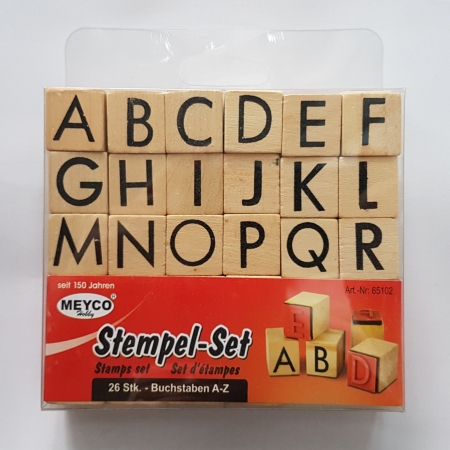 A B C D E F
G H I J K L
M N O P Q R
seit 150 Jahren
Art.-Nr. 65102
MEYCO®
Hobby
Stempel-Set
Stamps set Set d'étampes
26 Stk. - Buchstaben A-Z
E
A B D